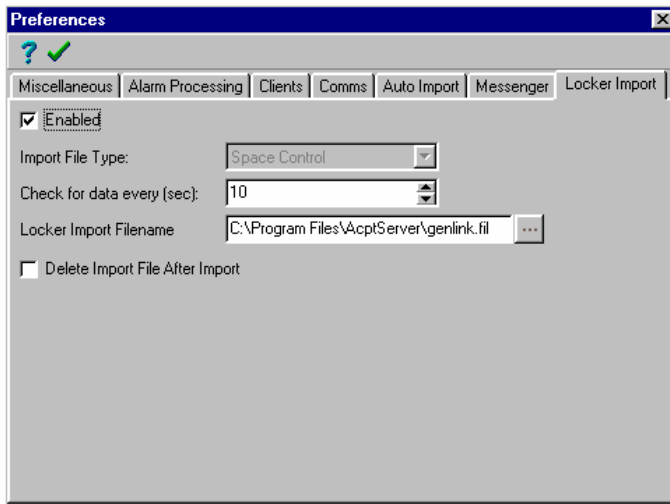 Preferences
Miscellaneous Alarm Processing Clients Comms Auto Import Messenger Locker Import
Enabled
Import File Type: Space Control
Check for data every (sec): 10
Locker Import Filename C:\Program Files\AcptServer\genlink.fil ...
Delete Import File After Import